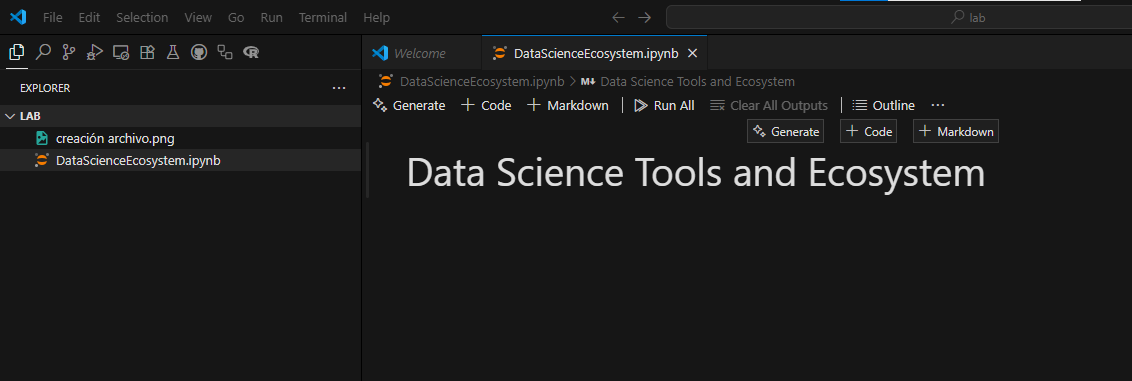 File Edit Selection View Go Run Terminal Help lab
EXPLORER ...
LAB
creación archivo.png
DataScienceEcosystem.ipynb
Welcome DataScienceEcosystem.ipynb
DataScienceEcosystem.ipynb > M↓ Data Science Tools and Ecosystem
Generate + Code + Markdown Run All Clear All Outputs Outline ...
Generate + Code + Markdown
Data Science Tools and Ecosystem